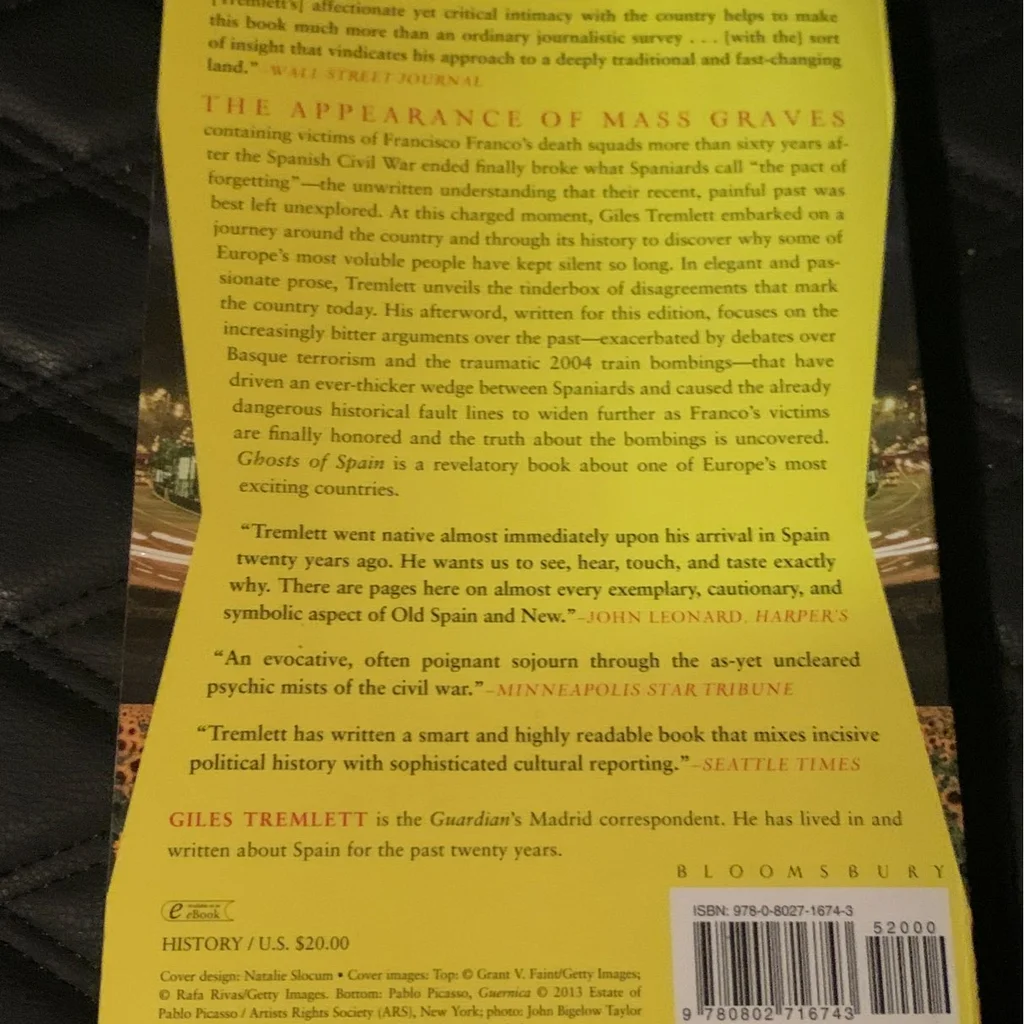 [Tremlett's] affectionate yet critical intimacy with the country helps to make
this book much more than an ordinary journalistic survey . . . [with the] sort
of insight that vindicates his approach to a deeply traditional and fast-changing
land." –WALL STREET JOURNAL
THE APPEARANCE OF MASS GRAVES
containing victims of Francisco Franco's death squads more than sixty years af-
ter the Spanish Civil War ended finally broke what Spaniards call "the pact of
forgetting"—the unwritten understanding that their recent, painful past was
best left unexplored. At this charged moment, Giles Tremlett embarked on a
journey around the country and through its history to discover why some of
Europe's most voluble people have kept silent so long. In elegant and pas-
sionate prose, Tremlett unveils the tinderbox of disagreements that mark
the country today. His afterword, written for this edition, focuses on the
increasingly bitter arguments over the past—exacerbated by debates over
Basque terrorism and the traumatic 2004 train bombings—that have
driven an ever-thicker wedge between Spaniards and caused the already
dangerous historical fault lines to widen further as Franco's victims
are finally honored and the truth about the bombings is uncovered.
Ghosts of Spain is a revelatory book about one of Europe's most
exciting countries.
"Tremlett went native almost immediately upon his arrival in Spain
twenty years ago. He wants us to see, hear, touch, and taste exactly
why. There are pages here on almost every exemplary, cautionary, and
symbolic aspect of Old Spain and New." –JOHN LEONARD, HARPER'S
"An evocative, often poignant sojourn through the as-yet uncleared
psychic mists of the civil war." –MINNEAPOLIS STAR TRIBUNE
"Tremlett has written a smart and highly readable book that mixes incisive
political history with sophisticated cultural reporting." –SEATTLE TIMES
GILES TREMLETT is the Guardian's Madrid correspondent. He has lived in and
written about Spain for the past twenty years.
BLOOMSBURY
Available as an
e eBook
ISBN: 978-0-8027-1674-3
52000
HISTORY / U.S. $20.00
Cover design: Natalie Slocum • Cover images: Top: © Grant V. Faint/Getty Images;
© Rafa Rivas/Getty Images. Bottom: Pablo Picasso, Guernica © 2013 Estate of
Pablo Picasso / Artists Rights Society (ARS), New York; photo: John Bigelow Taylor
9 780802 716743